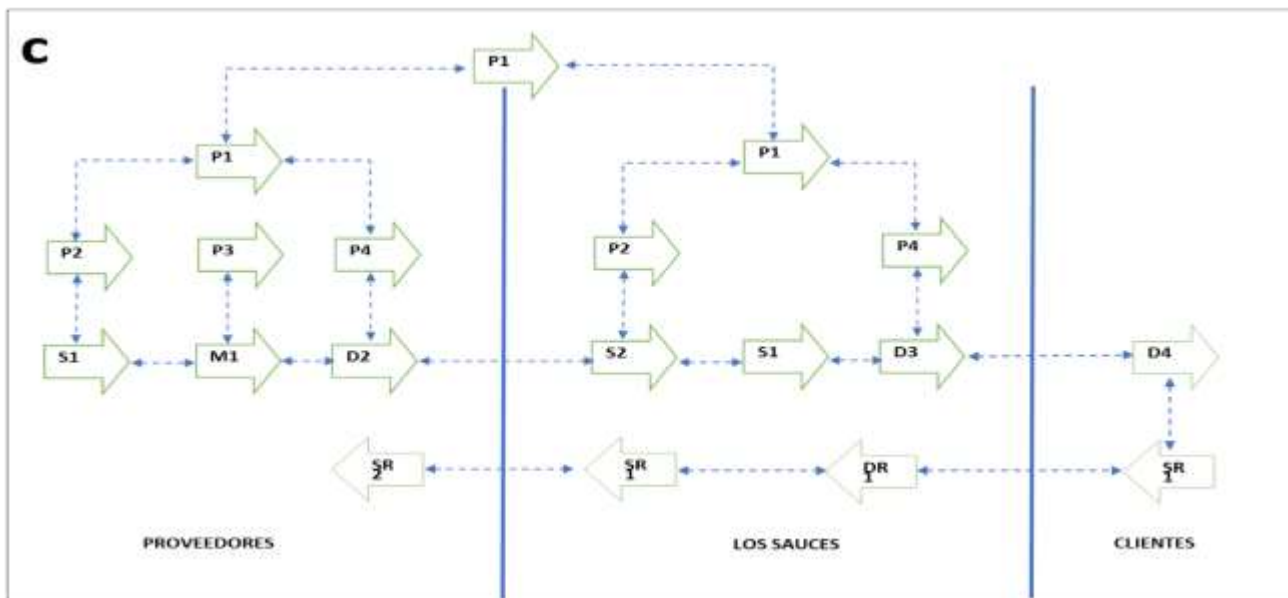 C
P1
P1
P1
P2
P3
P4
P2
P4
S1
M1
D2
S2
S1
D3
D4
SR
2
SR
1
DR
1
SR
1
PROVEEDORES
LOS SAUCES
CLIENTES